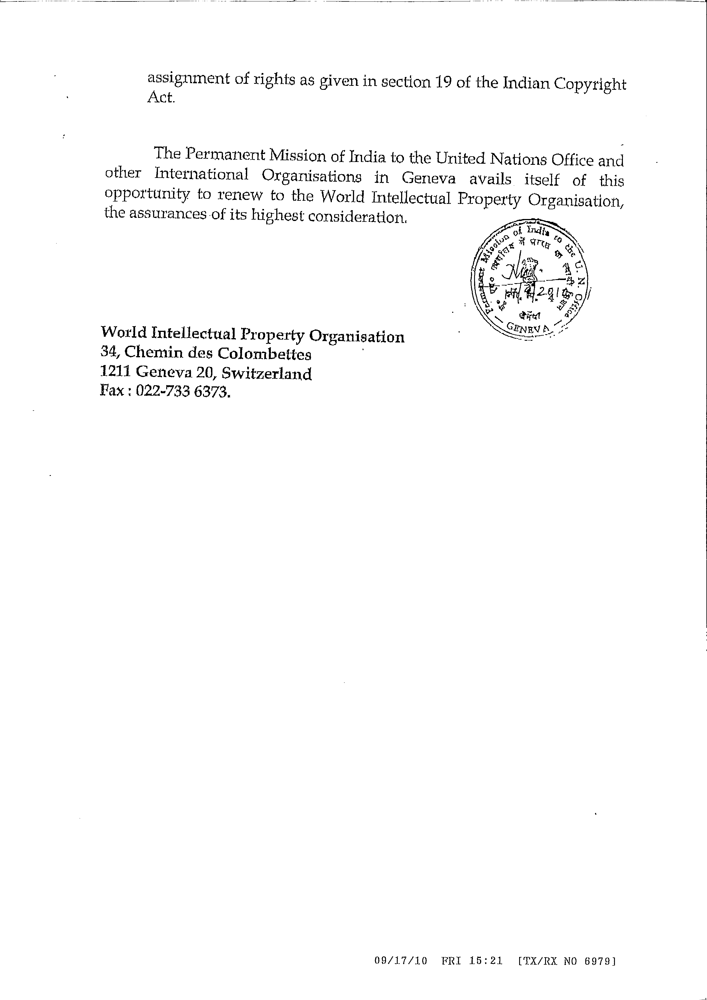 assignment of rights as given in section 19 of the Indian Copyright
Act.
The Permanent Mission of India to the United Nations Office and
other International Organisations in Geneva avails itself of this
opportunity to renew to the World Intellectual Property Organisation,
the assurances of its highest consideration.
Permanent Mission of India to the U. N. Office
GENEVA
World Intellectual Property Organisation
34, Chemin des Colombettes
1211 Geneva 20, Switzerland
Fax : 022-733 6373.
09/17/10 FRI 15:21 [TX/RX NO 6979]